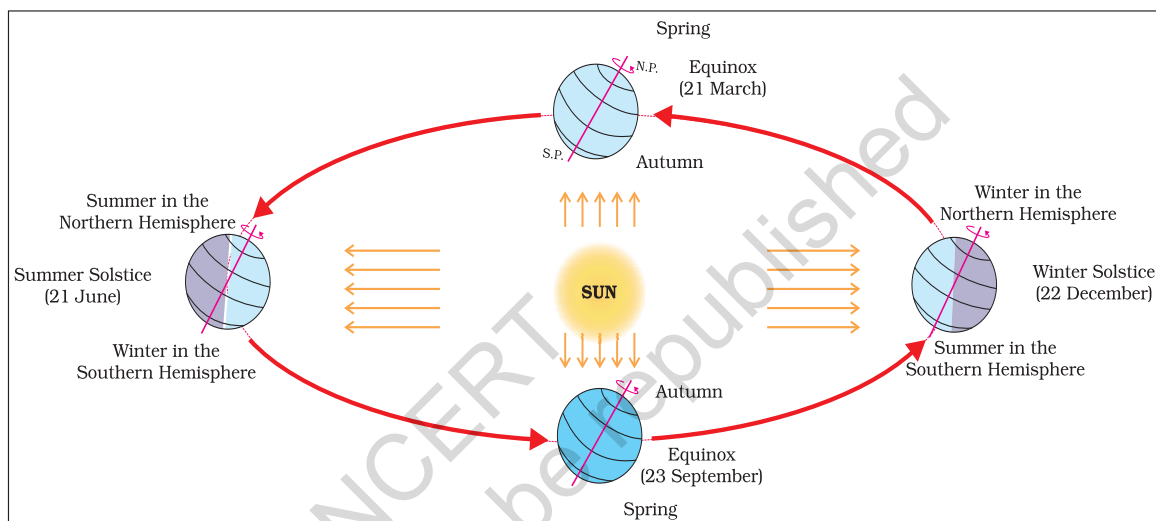 Spring
N.P.
Equinox
(21 March)
S.P.
Autumn
Summer in the
Northern Hemisphere
Winter in the
Northern Hemisphere
Summer Solstice
(21 June)
SUN
Winter Solstice
(22 December)
Winter in the
Southern Hemisphere
Summer in the
Southern Hemisphere
Autumn
Equinox
(23 September)
Spring
NCERT
be republished